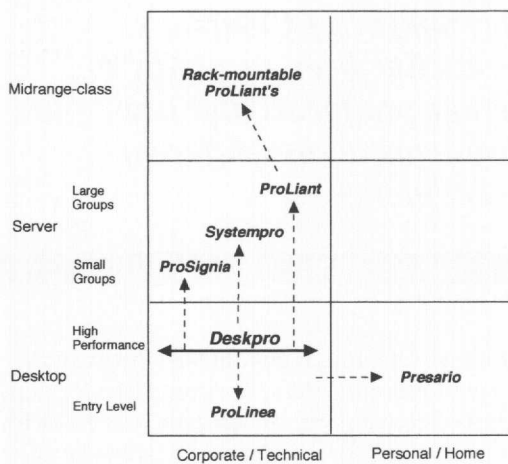 Midrange-class
Rack-mountable
ProLiant's
Large
Groups
ProLiant
Server
Systempro
Small
Groups
ProSignia
High
Performance
Deskpro
Desktop
Presario
Entry Level
ProLinea
Corporate / Technical
Personal / Home